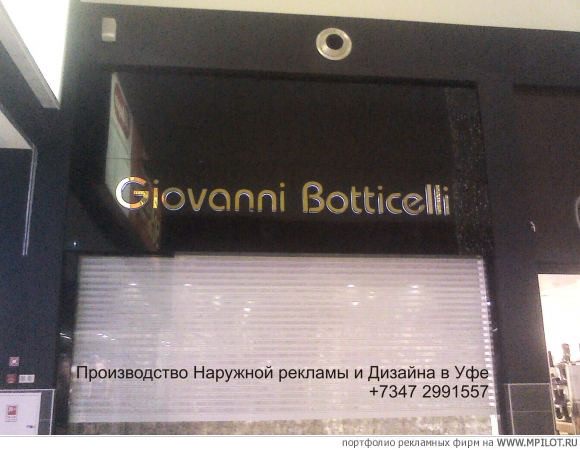 Giovanni Botticelli
Производство Наружной рекламы и Дизайна в Уфе
+7347 2991557
портфолио рекламных фирм на WWW.MPILOT.RU